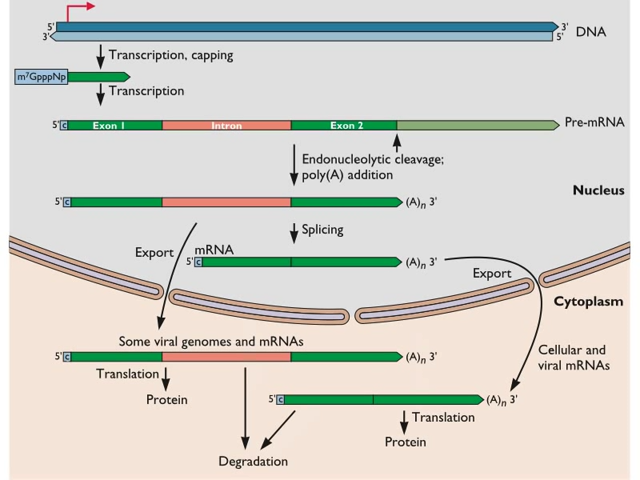 5' 3'
3' 5' DNA
Transcription, capping
m⁷GpppNp
Transcription
5' c Exon 1 Intron Exon 2 Pre-mRNA
Endonucleolytic cleavage;
poly(A) addition
Nucleus
5' c (A)n 3'
Splicing
Export
mRNA
5' c (A)n 3'
Export
Cytoplasm
Some viral genomes and mRNAs
5' c (A)n 3'
Cellular and
viral mRNAs
Translation
Protein
5' c (A)n 3'
Translation
Protein
Degradation